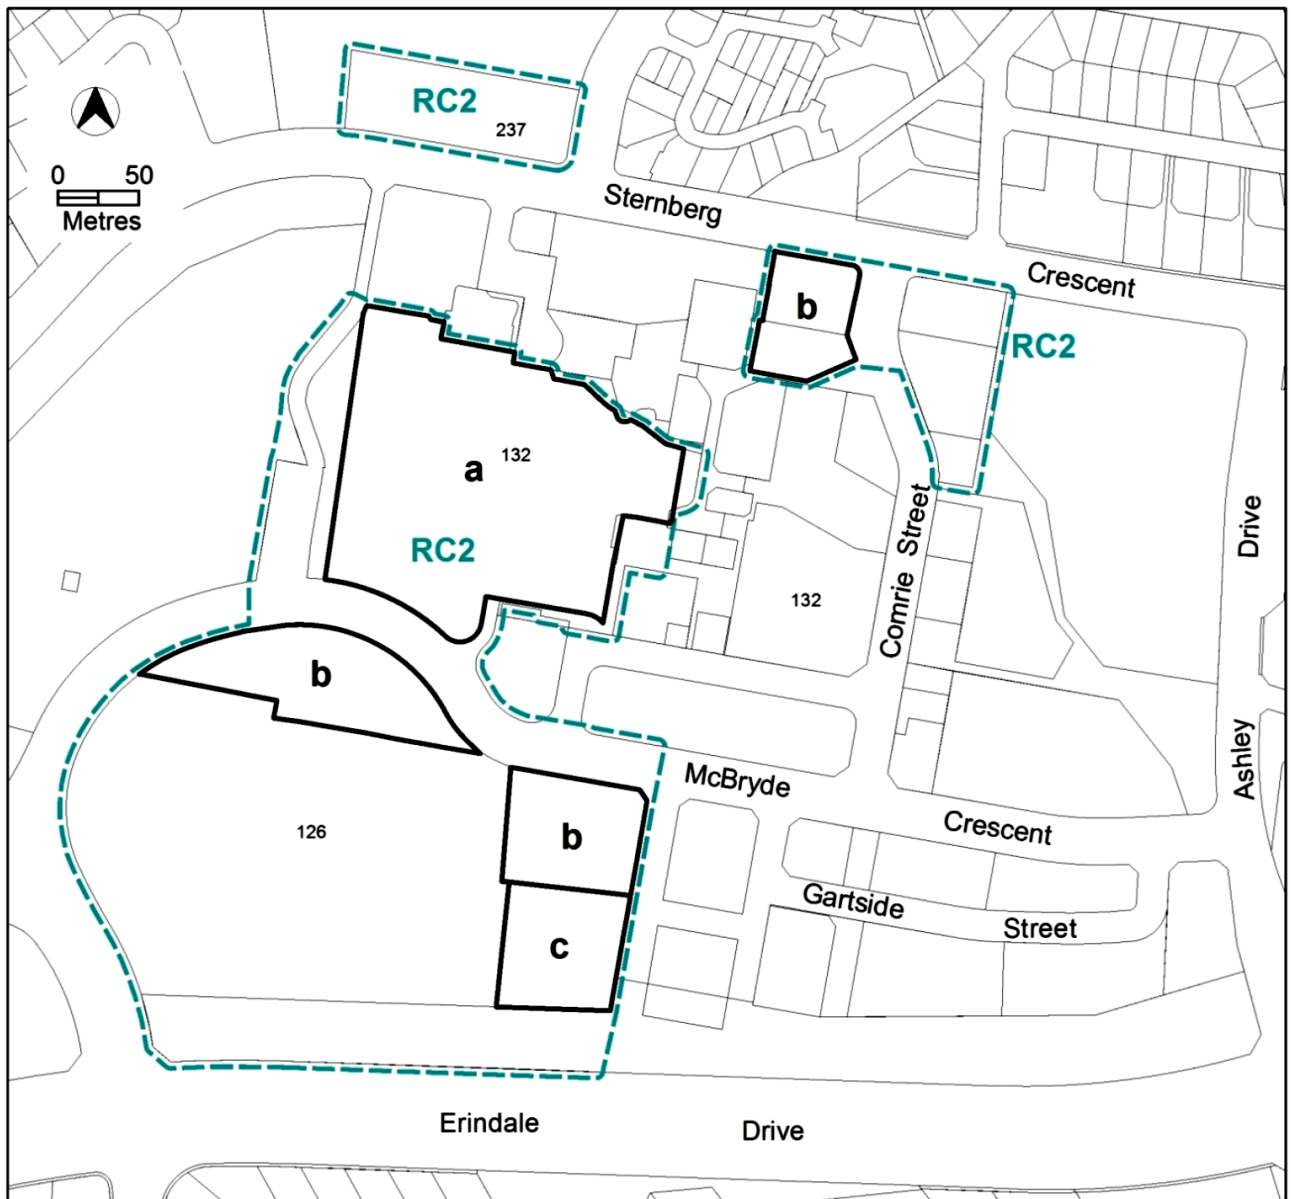 RC2
237
0 50
Metres
Sternberg
Crescent
b
RC2
a
132
RC2
Comrie Street
132
Drive
Ashley
b
McBryde
Crescent
126
b
Gartside
Street
c
Erindale
Drive